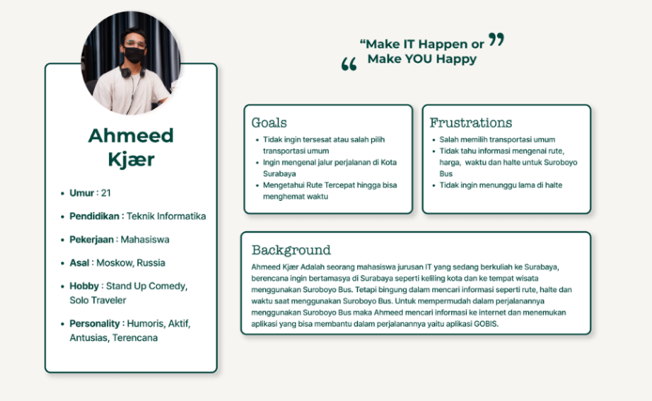 Ahmeed
Kjær
• Umur : 21
• Pendidikan : Teknik Informatika
• Pekerjaan : Mahasiswa
• Asal : Moskow, Russia
• Hobby : Stand Up Comedy,
Solo Traveler
• Personality : Humoris, Aktif,
Antusias, Terencana
“Make IT Happen or ”
“ Make YOU Happy
Goals
• Tidak ingin tersesat atau salah pilih
transportasi umum
• Ingin mengenal jalur perjalanan di Kota
Surabaya
• Mengetahui Rute Tercepat hingga bisa
menghemat waktu
Frustrations
• Salah memilih transportasi umum
• Tidak tahu informasi mengenai rute,
harga, waktu dan halte untuk Suroboyo
Bus
• Tidak ingin menunggu lama di halte
Background
Ahmeed Kjær Adalah seorang mahasiswa jurusan IT yang sedang berkuliah ke Surabaya,
berencana ingin bertamasya di Surabaya seperti keliling kota dan ke tempat wisata
menggunakan Suroboyo Bus. Tetapi bingung dalam mencari informasi seperti rute, halte dan
waktu saat menggunakan Suroboyo Bus. Untuk mempermudah dalam perjalanannya
menggunakan Suroboyo Bus maka Ahmeed mencari informasi ke internet dan menemukan
aplikasi yang bisa membantu dalam perjalanannya yaitu aplikasi GOBIS.